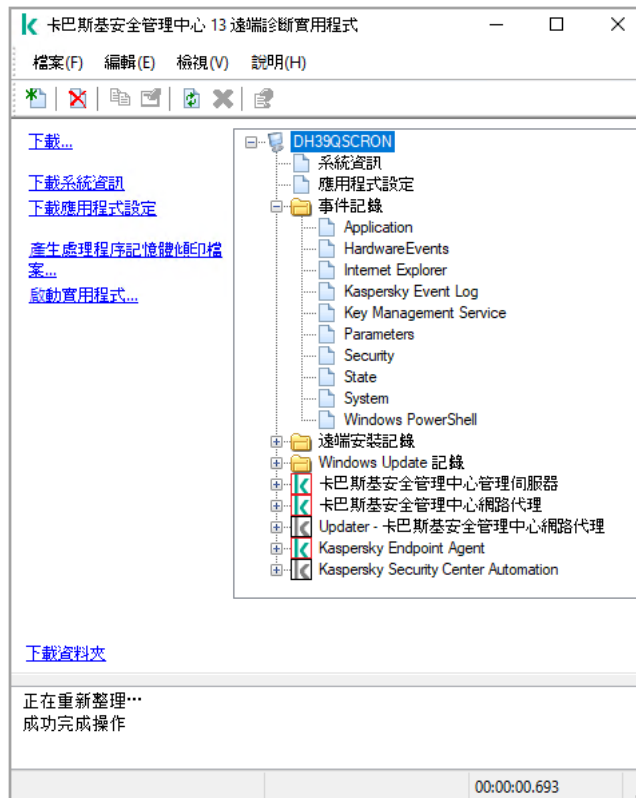 卡巴斯基安全管理中心 13 遠端診斷實用程式
檔案(F) 編輯(E) 檢視(V) 說明(H)
下載...
下載系統資訊
下載應用程式設定
產生處理程序記憶體傾印檔
案...
啟動實用程式...
DH39QSCRON
系統資訊
應用程式設定
事件記錄
Application
HardwareEvents
Internet Explorer
Kaspersky Event Log
Key Management Service
Parameters
Security
State
System
Windows PowerShell
遠端安裝記錄
Windows Update 記錄
卡巴斯基安全管理中心管理伺服器
卡巴斯基安全管理中心網路代理
Updater - 卡巴斯基安全管理中心網路代理
Kaspersky Endpoint Agent
Kaspersky Security Center Automation
下載資料夾
正在重新整理⋯
成功完成操作
00:00:00.693